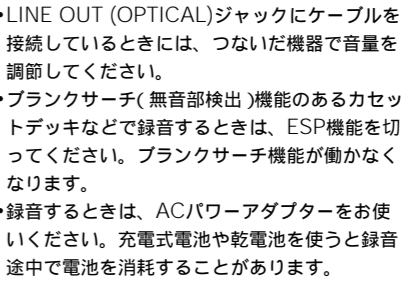 •LINE OUT (OPTICAL)ジャックにケーブルを
接続しているときには、つないだ機器で音量を
調節してください。
•ブランクサーチ( 無音部検出 )機能のあるカセッ
トデッキなどで録音するときは、ESP機能を切
ってください。ブランクサーチ機能が働かなく
なります。
•録音するときは、ACパワーアダプターをお使
いください。充電式電池や乾電池を使うと録音
途中で電池を消耗することがあります。